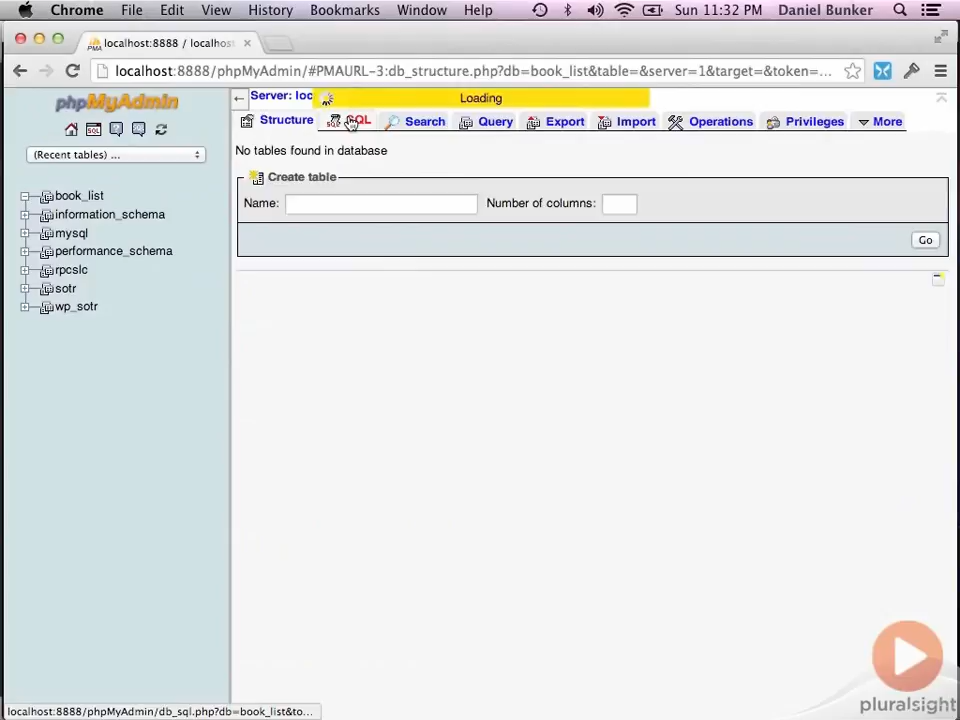 Chrome File Edit View History Bookmarks Window Help Sun 11:32 PM Daniel Bunker
PMA localhost:8888 / localhos
localhost:8888/phpMyAdmin/#PMAURL-3:db_structure.php?db=book_list&table=&server=1&target=&token=...
phpMyAdmin
Server: loc
Loading
Structure SQL Search Query Export Import Operations Privileges More
SQL
(Recent tables) ...
No tables found in database
Create table
Name: Number of columns:
Go
book_list
information_schema
mysql
performance_schema
rpcslc
sotr
wp_sotr
localhost:8888/phpMyAdmin/db_sql.php?db=book_list&to...
pluralsight